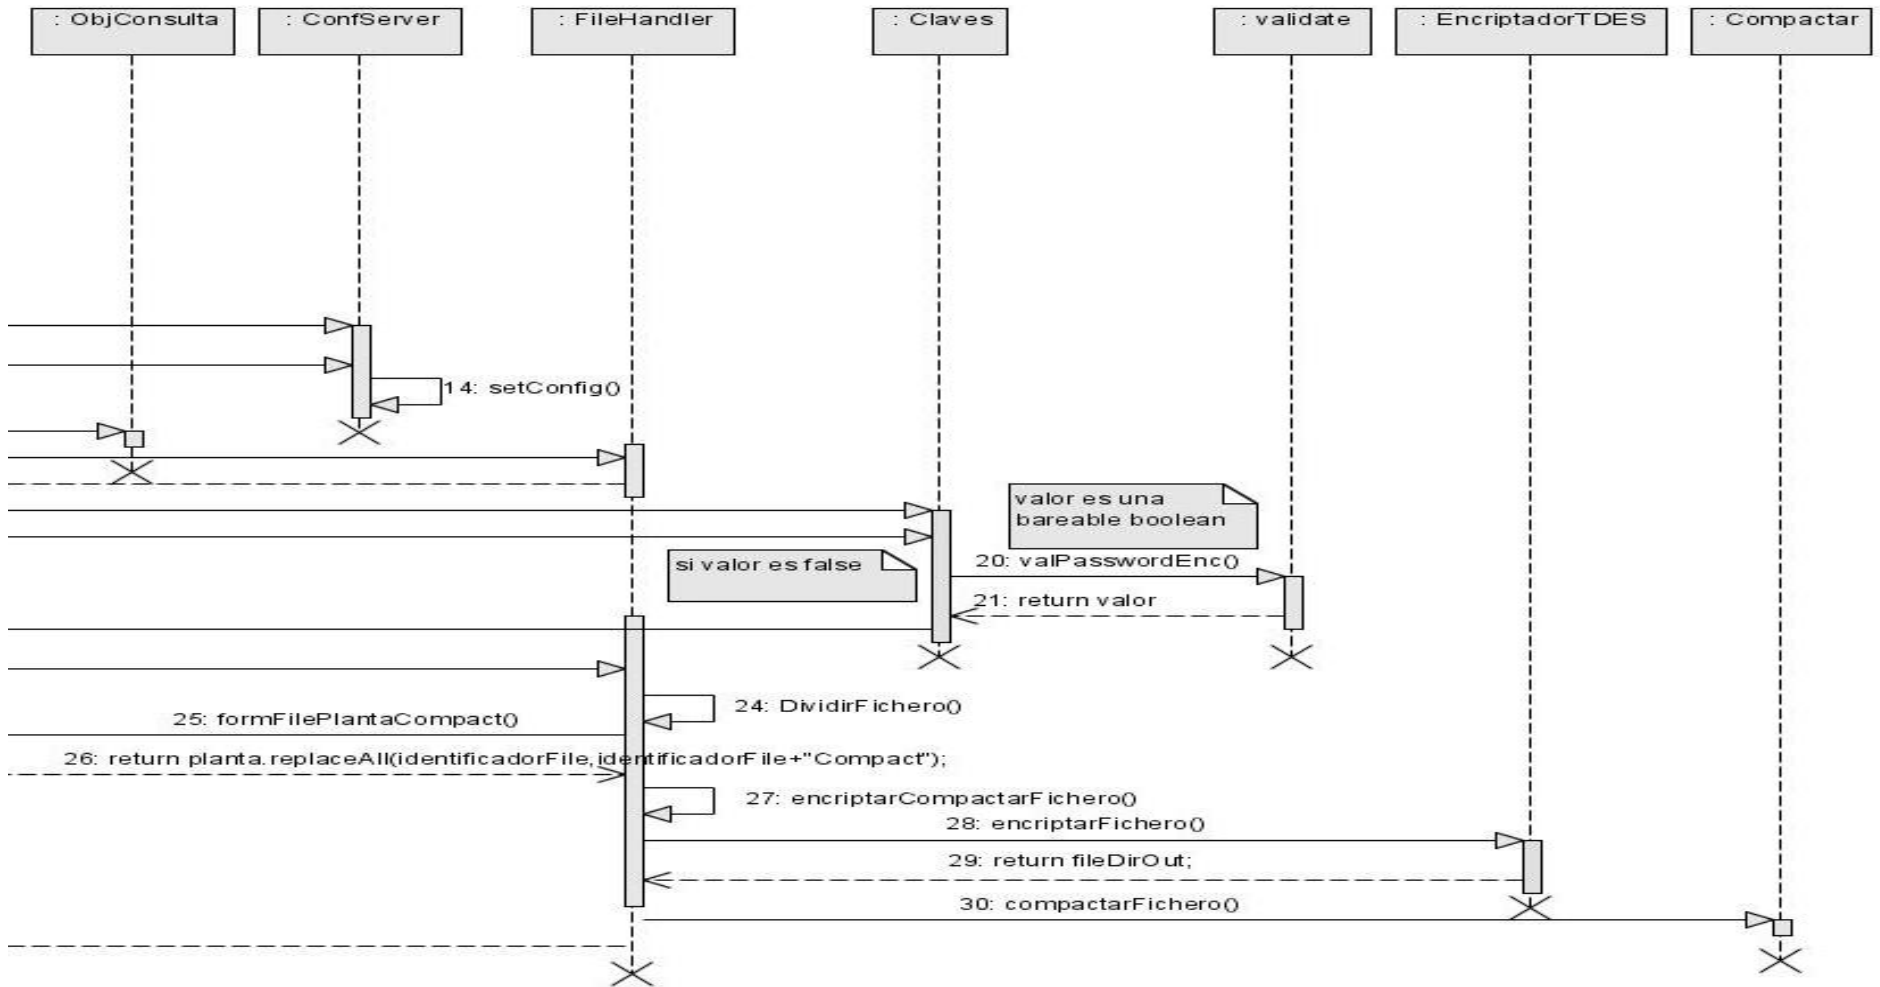 : ObjConsulta
: ConfServer
: FileHandler
: Claves
: validate
: EncriptadorTDES
: Compactar
14: setConfig()
valor es una
bareable boolean
si valor es false
20: valPasswordEnc()
21: return valor
24: DividirFichero()
25: formFilePlantaCompact()
26: return planta.replaceAll(identificadorFile,identificadorFile+"Compact");
27: encriptarCompactarFichero()
28: encriptarFichero()
29: return fileDirOut;
30: compactarFichero()